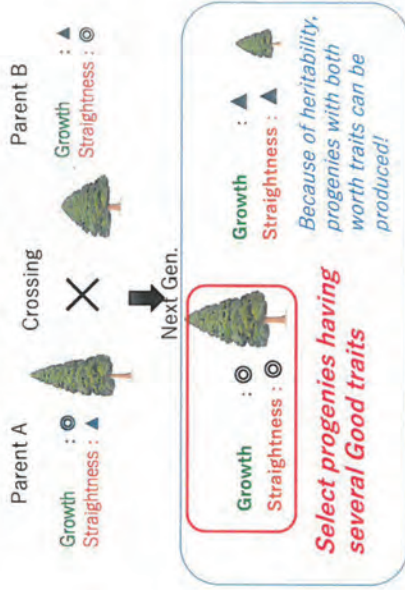 Parent A
Crossing
Parent B
Growth : ◎
Straightness : ▲
Growth : ▲
Straightness : ◎
Next Gen.
Growth : ◎
Straightness : ◎
Growth : ▲
Straightness : ▲
Select progenies having
several Good traits
Because of heritability,
progenies with both
worth traits can be
produced!